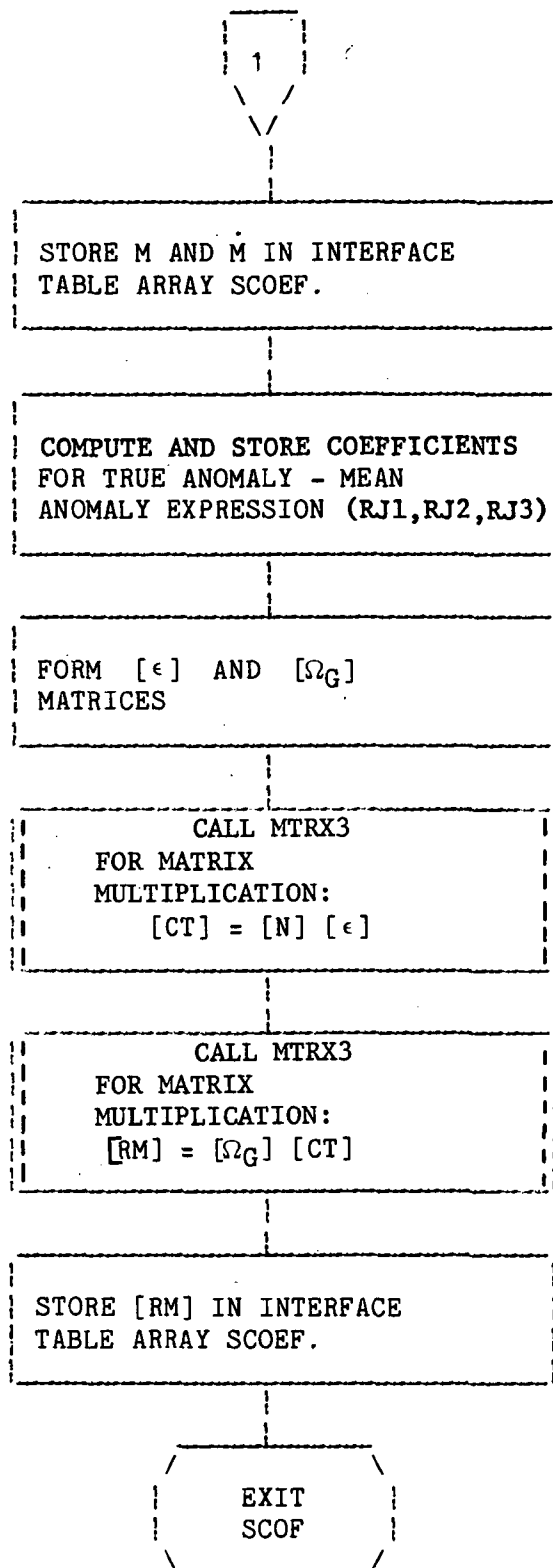 1
STORE M AND Ṁ IN INTERFACE
TABLE ARRAY SCOEF.
COMPUTE AND STORE COEFFICIENTS
FOR TRUE ANOMALY - MEAN
ANOMALY EXPRESSION (RJ1,RJ2,RJ3)
FORM [ϵ] AND [Ω_G]
MATRICES
CALL MTRX3
FOR MATRIX
MULTIPLICATION:
[CT] = [N] [ϵ]
CALL MTRX3
FOR MATRIX
MULTIPLICATION:
[RM] = [Ω_G] [CT]
STORE [RM] IN INTERFACE
TABLE ARRAY SCOEF.
EXIT
SCOF